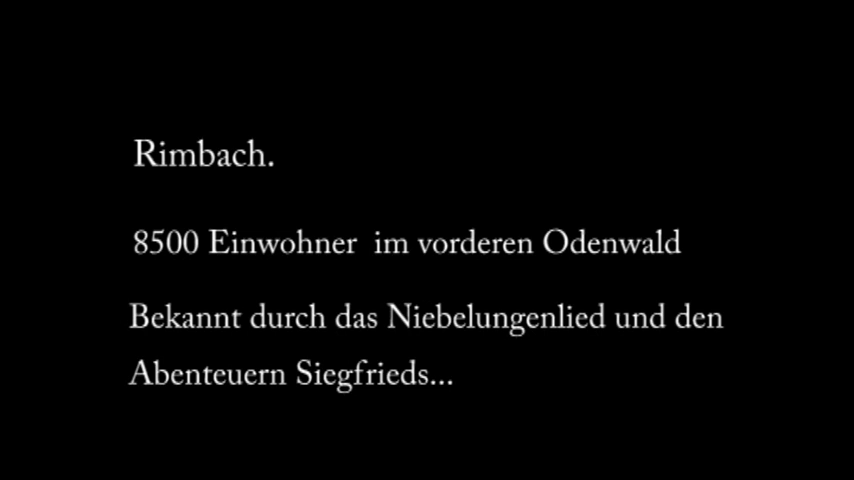 Rimbach.
8500 Einwohner im vorderen Odenwald
Bekannt durch das Niebelungenlied und den
Abenteuern Siegfrieds...